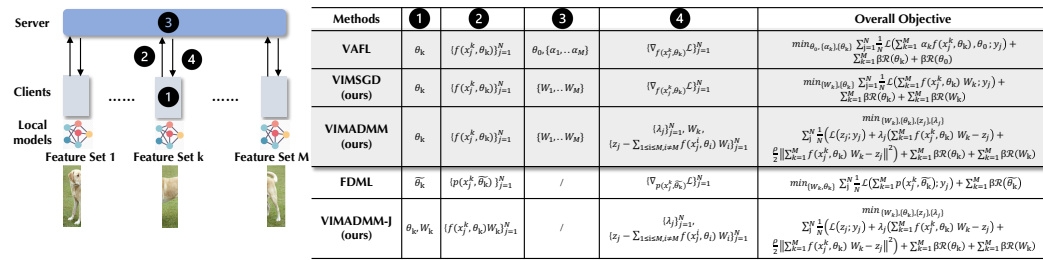 Server
3
2
4
Clients
......
1
......
Local
models
Feature Set 1 Feature Set k Feature Set M
Methods 1 2 3 4 Overall Objective
VAFL θ_k {f(x_j^k, θ_k)}_{j=1}^N θ_0, {α_1, .. α_M} {∇_{f(x_j^k, θ_k)} ℒ}_{j=1}^N min_{θ_0, {α_k}, {θ_k}} Σ_{j=1}^N 1/N ℒ(Σ_{k=1}^M α_k f(x_j^k, θ_k), θ_0; y_j) +
Σ_{k=1}^M βℛ(θ_k) + βℛ(θ_0)
VIMSGD
(ours) θ_k {f(x_j^k, θ_k)}_{j=1}^N {W_1, .. W_M} {∇_{f(x_j^k, θ_k)} ℒ}_{j=1}^N min_{{W_k}, {θ_k}} Σ_{j=1}^N 1/N ℒ(Σ_{k=1}^M f(x_j^k, θ_k) W_k; y_j) +
Σ_{k=1}^M βℛ(θ_k) + Σ_{k=1}^M βℛ(W_k)
VIMADMM
(ours) θ_k {f(x_j^k, θ_k)}_{j=1}^N {W_1, .. W_M} {λ_j}_{j=1}^N, W_k,
{z_j − Σ_{1≤i≤M, i≠M} f(x_j^i, θ_i) W_i}_{j=1}^N
min_{{W_k}, {θ_k}, {z_j}, {λ_j}}
Σ_j^N 1/N (ℒ(z_j; y_j) + λ_j(Σ_{k=1}^M f(x_j^k, θ_k) W_k − z_j) +
ρ/2 ‖Σ_{k=1}^M f(x_j^k, θ_k) W_k − z_j‖^2) + Σ_{k=1}^M βℛ(θ_k) + Σ_{k=1}^M βℛ(W_k)
FDML θ̃_k {p(x_j^k, θ̃_k)}_{j=1}^N / {∇_{p(x_j^k, θ̃_k)} ℒ}_{j=1}^N min_{{W_k, θ_k}} Σ_j^N 1/N ℒ(Σ_{k=1}^M p(x_j^k, θ̃_k); y_j) + Σ_{k=1}^M βℛ(θ̃_k)
VIMADMM-J
(ours) θ_k, W_k {f(x_j^k, θ_k)W_k}_{j=1}^N / {λ_j}_{j=1}^N,
{z_j − Σ_{1≤i≤M, i≠M} f(x_j^i, θ_i) W_i}_{j=1}^N
min_{{W_k}, {θ_k}, {z_j}, {λ_j}}
Σ_j^N 1/N (ℒ(z_j; y_j) + λ_j(Σ_{k=1}^M f(x_j^k, θ_k) W_k − z_j) +
ρ/2 ‖Σ_{k=1}^M f(x_j^k, θ_k) W_k − z_j‖^2) + Σ_{k=1}^M βℛ(θ_k) + Σ_{k=1}^M βℛ(W_k)